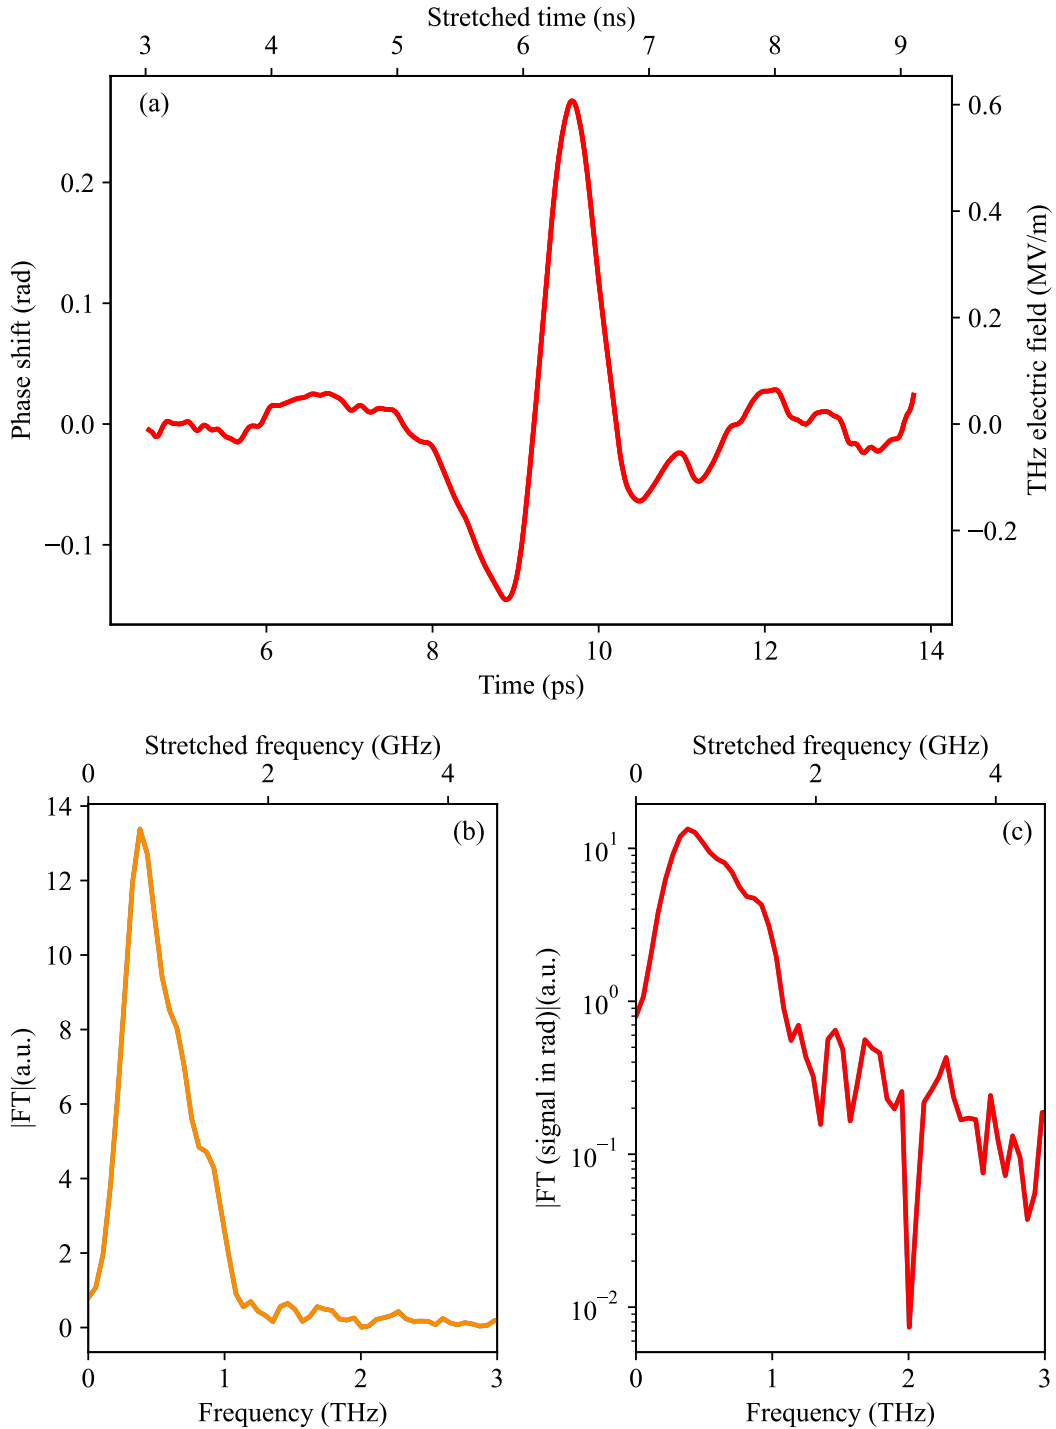 Stretched time (ns)
3 4 5 6 7 8 9
(a)
0.2
0.1
0.0
−0.1
Phase shift (rad)
0.6
0.4
0.2
0.0
−0.2
THz electric field (MV/m)
6 8 10 12 14
Time (ps)
Stretched frequency (GHz)
0 2 4
(b)
14
12
10
8
6
4
2
0
|FT|(a.u.)
0 1 2 3
Frequency (THz)
Stretched frequency (GHz)
0 2 4
(c)
10¹
10⁰
10⁻¹
10⁻²
|FT (signal in rad)|(a.u.)
0 1 2 3
Frequency (THz)